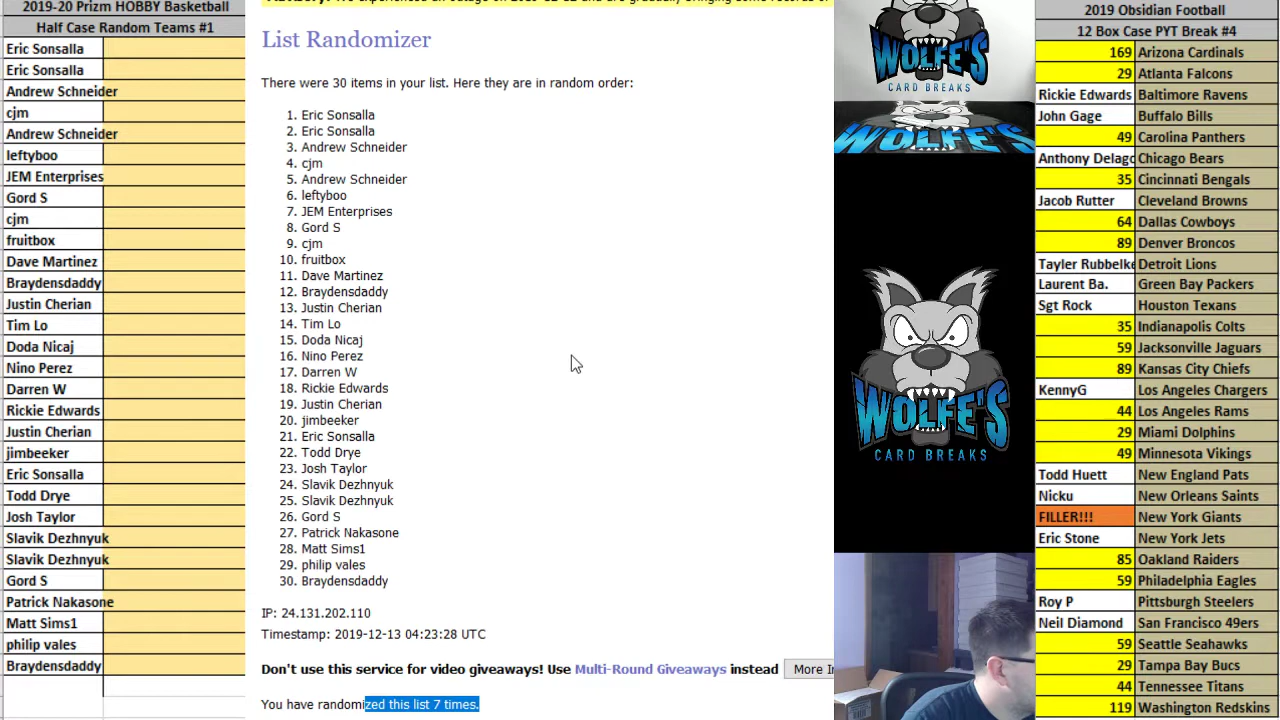 2019-20 Prizm HOBBY Basketball
Half Case Random Teams #1
Eric Sonsalla
Eric Sonsalla
Andrew Schneider
cjm
Andrew Schneider
leftyboo
JEM Enterprises
Gord S
cjm
fruitbox
Dave Martinez
Braydensdaddy
Justin Cherian
Tim Lo
Doda Nicaj
Nino Perez
Darren W
Rickie Edwards
Justin Cherian
jimbeeker
Eric Sonsalla
Todd Drye
Josh Taylor
Slavik Dezhnyuk
Slavik Dezhnyuk
Gord S
Patrick Nakasone
Matt Sims1
philip vales
Braydensdaddy
List Randomizer
There were 30 items in your list. Here they are in random order:
1. Eric Sonsalla
2. Eric Sonsalla
3. Andrew Schneider
4. cjm
5. Andrew Schneider
6. leftyboo
7. JEM Enterprises
8. Gord S
9. cjm
10. fruitbox
11. Dave Martinez
12. Braydensdaddy
13. Justin Cherian
14. Tim Lo
15. Doda Nicaj
16. Nino Perez
17. Darren W
18. Rickie Edwards
19. Justin Cherian
20. jimbeeker
21. Eric Sonsalla
22. Todd Drye
23. Josh Taylor
24. Slavik Dezhnyuk
25. Slavik Dezhnyuk
26. Gord S
27. Patrick Nakasone
28. Matt Sims1
29. philip vales
30. Braydensdaddy
IP: 24.131.202.110
Timestamp: 2019-12-13 04:23:28 UTC
Don't use this service for video giveaways! Use Multi-Round Giveaways instead
More In
You have randomized this list 7 times.
WOLFE'S
CARD BREAKS
WOLFE'S
WOLFE'S
CARD BREAKS
2019 Obsidian Football
12 Box Case PYT Break #4
169 Arizona Cardinals
29 Atlanta Falcons
Rickie Edwards Baltimore Ravens
John Gage Buffalo Bills
49 Carolina Panthers
Anthony Delago Chicago Bears
35 Cincinnati Bengals
Jacob Rutter Cleveland Browns
64 Dallas Cowboys
89 Denver Broncos
Tayler Rubbelke Detroit Lions
Laurent Ba. Green Bay Packers
Sgt Rock Houston Texans
35 Indianapolis Colts
59 Jacksonville Jaguars
89 Kansas City Chiefs
KennyG Los Angeles Chargers
44 Los Angeles Rams
29 Miami Dolphins
49 Minnesota Vikings
Todd Huett New England Pats
Nicku New Orleans Saints
FILLER!!! New York Giants
Eric Stone New York Jets
85 Oakland Raiders
59 Philadelphia Eagles
Roy P Pittsburgh Steelers
Neil Diamond San Francisco 49ers
59 Seattle Seahawks
29 Tampa Bay Bucs
44 Tennessee Titans
119 Washington Redskins